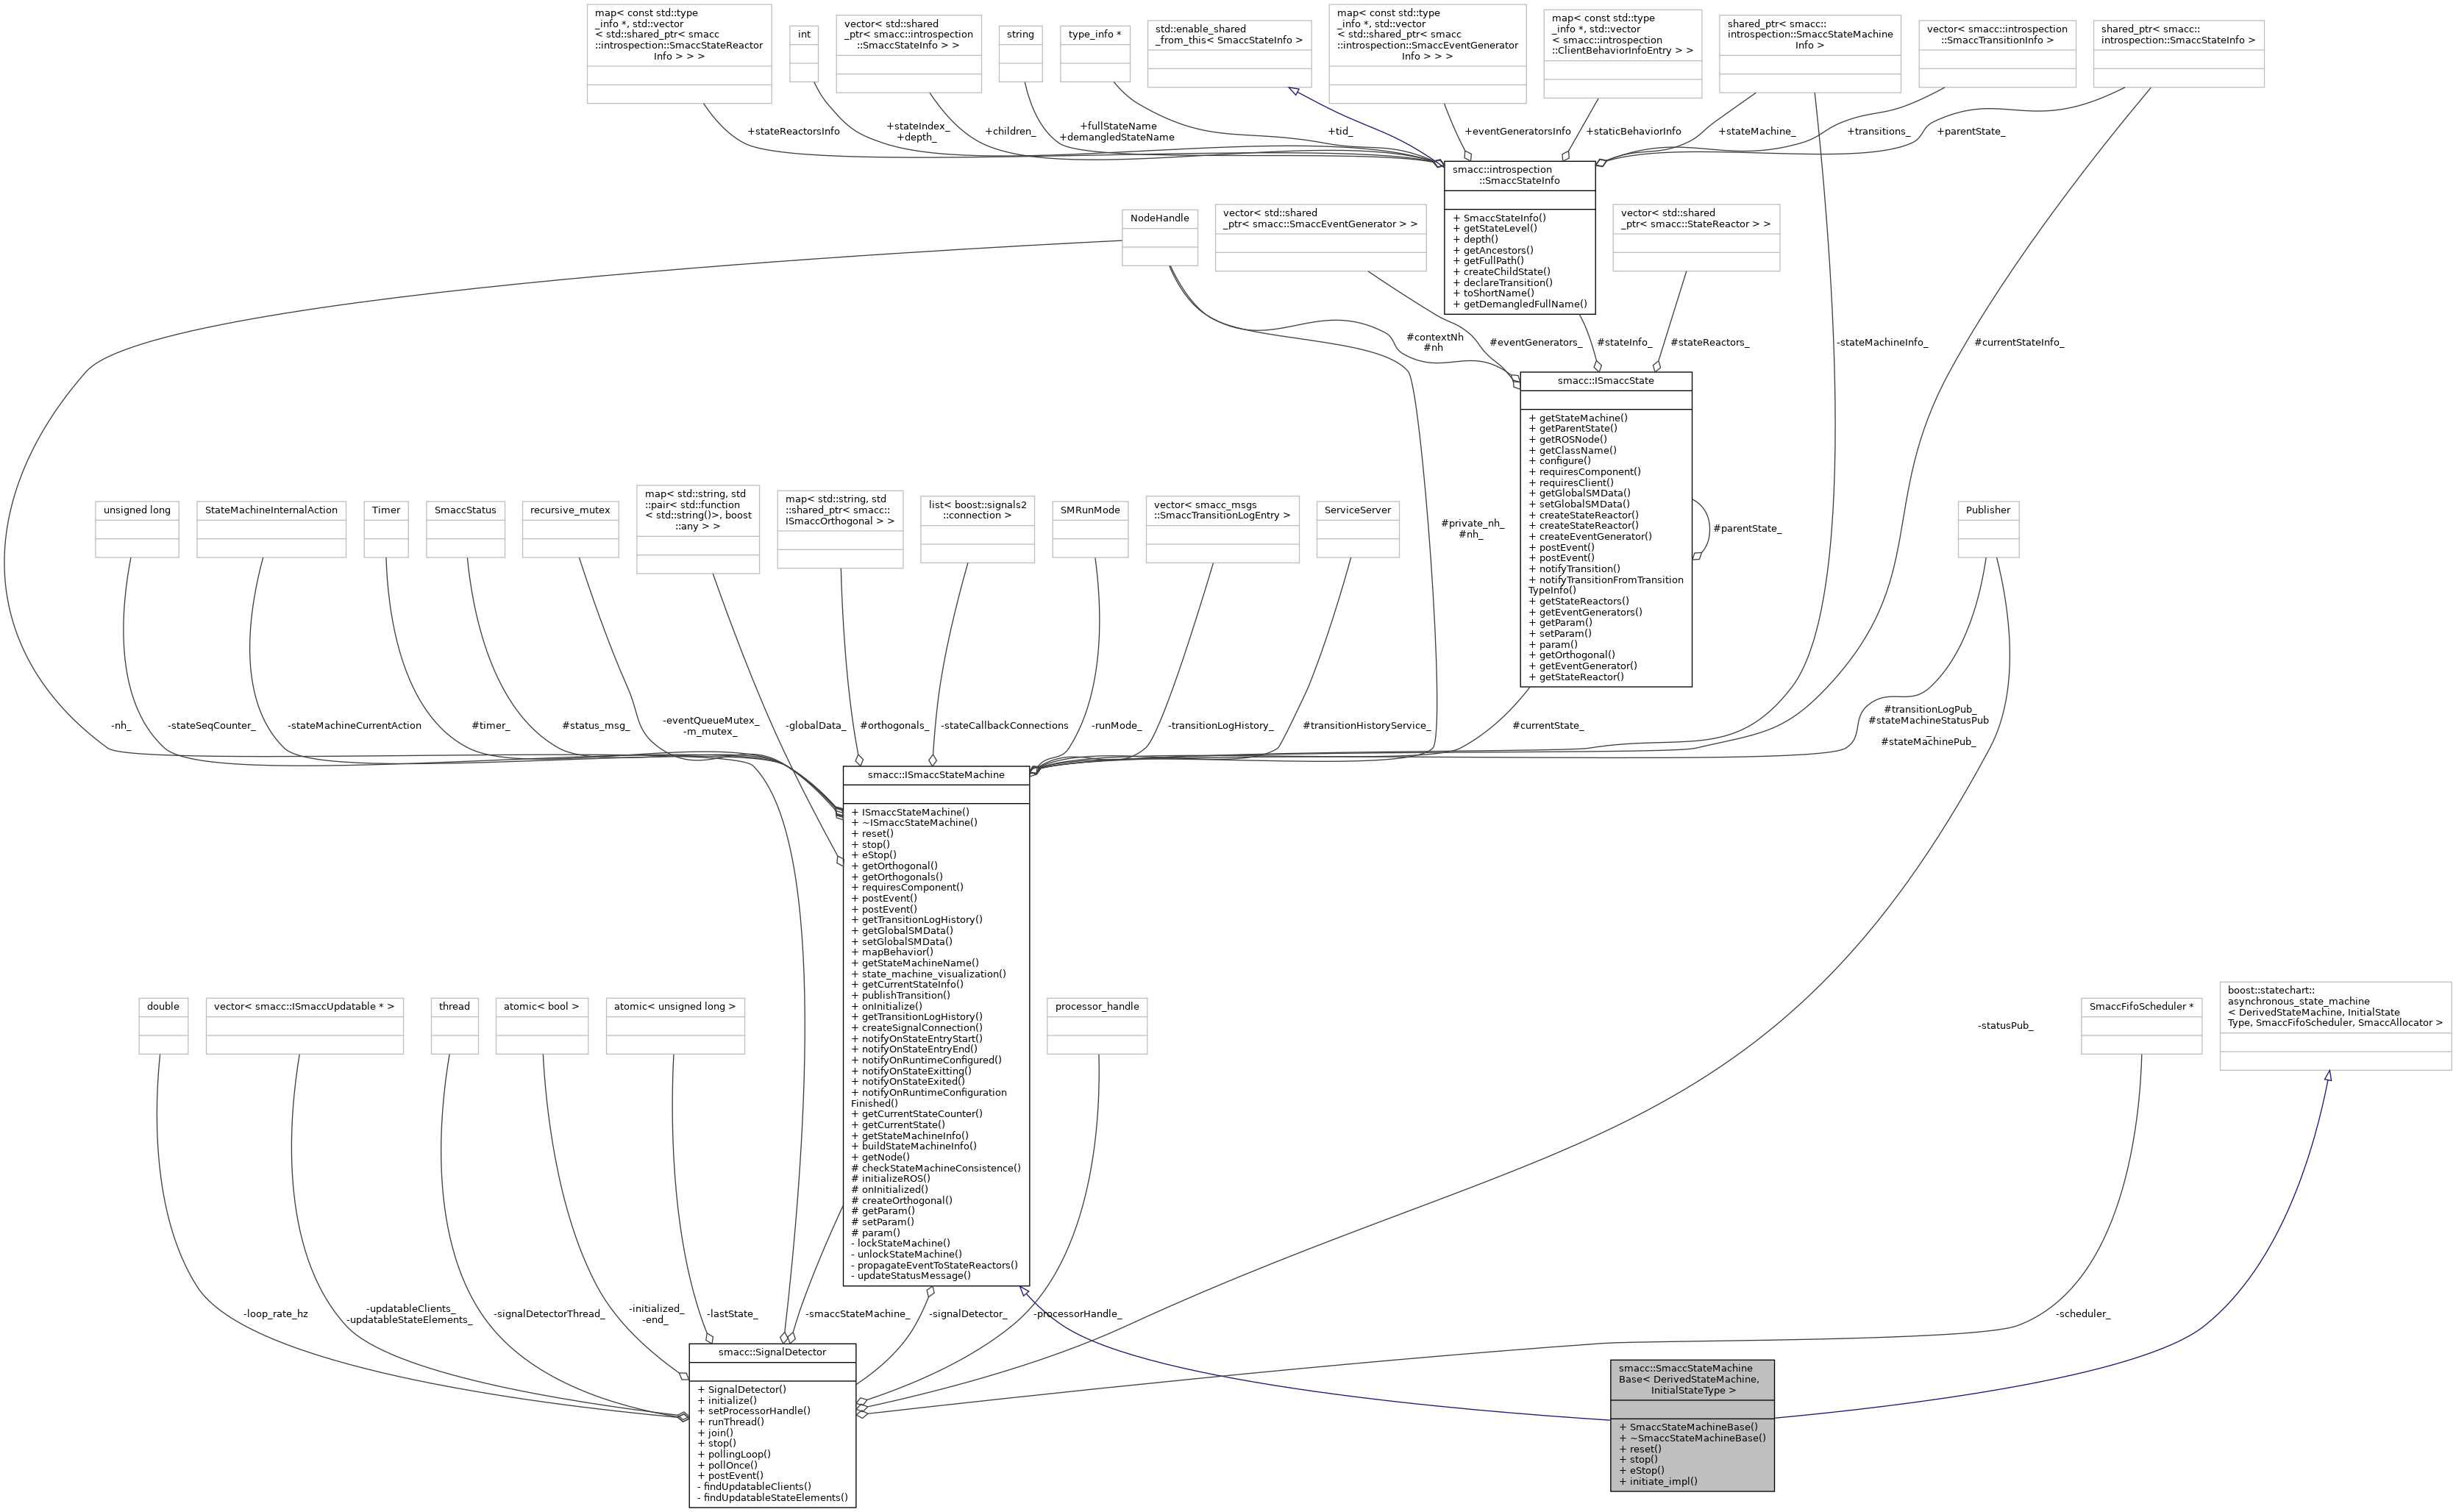 map< const std::type
_info *, std::vector
< std::shared_ptr< smacc
::introspection::SmaccStateReactor
Info > > >
int
vector< std::shared
_ptr< smacc::introspection
::SmaccStateInfo > >
string
type_info *
std::enable_shared
_from_this< SmaccStateInfo >
map< const std::type
_info *, std::vector
< std::shared_ptr< smacc
::introspection::SmaccEventGenerator
Info > > >
map< const std::type
_info *, std::vector
< smacc::introspection
::ClientBehaviorInfoEntry > >
shared_ptr< smacc::
introspection::SmaccStateMachine
Info >
vector< smacc::introspection
::SmaccTransitionInfo >
shared_ptr< smacc::
introspection::SmaccStateInfo >
+stateReactorsInfo
+stateIndex_
+depth_
+children_
+fullStateName
+demangledStateName
+tid_
+eventGeneratorsInfo
+staticBehaviorInfo
+stateMachine_
+transitions_
+parentState_
smacc::introspection
::SmaccStateInfo
+ SmaccStateInfo()
+ getStateLevel()
+ depth()
+ getAncestors()
+ getFullPath()
+ createChildState()
+ declareTransition()
+ toShortName()
+ getDemangledFullName()
NodeHandle
vector< std::shared
_ptr< smacc::SmaccEventGenerator > >
vector< std::shared
_ptr< smacc::StateReactor > >
#contextNh
#nh
#eventGenerators_
#stateInfo_
#stateReactors_
-stateMachineInfo_
#currentStateInfo_
smacc::ISmaccState
+ getStateMachine()
+ getParentState()
+ getROSNode()
+ getClassName()
+ configure()
+ requiresComponent()
+ requiresClient()
+ getGlobalSMData()
+ setGlobalSMData()
+ createStateReactor()
+ createStateReactor()
+ createEventGenerator()
+ postEvent()
+ postEvent()
+ notifyTransition()
+ notifyTransitionFromTransition
TypeInfo()
+ getStateReactors()
+ getEventGenerators()
+ getParam()
+ setParam()
+ param()
+ getOrthogonal()
+ getEventGenerator()
+ getStateReactor()
#parentState_
unsigned long
StateMachineInternalAction
Timer
SmaccStatus
recursive_mutex
map< std::string, std
::pair< std::function
< std::string()>, boost
::any > >
map< std::string, std
::shared_ptr< smacc::
ISmaccOrthogonal > >
list< boost::signals2
::connection >
SMRunMode
vector< smacc_msgs
::SmaccTransitionLogEntry >
ServiceServer
#private_nh_
#nh_
Publisher
-nh_
-stateSeqCounter_
-stateMachineCurrentAction
#timer_
#status_msg_
-eventQueueMutex_
-m_mutex_
-globalData_
#orthogonals_
-stateCallbackConnections
-runMode_
-transitionLogHistory_
#transitionHistoryService_
#currentState_
#transitionLogPub_
#stateMachineStatusPub
_
#stateMachinePub_
smacc::ISmaccStateMachine
+ ISmaccStateMachine()
+ ~ISmaccStateMachine()
+ reset()
+ stop()
+ eStop()
+ getOrthogonal()
+ getOrthogonals()
+ requiresComponent()
+ postEvent()
+ postEvent()
+ getTransitionLogHistory()
+ getGlobalSMData()
+ setGlobalSMData()
+ mapBehavior()
+ getStateMachineName()
+ state_machine_visualization()
+ getCurrentStateInfo()
+ publishTransition()
+ onInitialize()
+ getTransitionLogHistory()
+ createSignalConnection()
+ notifyOnStateEntryStart()
+ notifyOnStateEntryEnd()
+ notifyOnRuntimeConfigured()
+ notifyOnStateExitting()
+ notifyOnStateExited()
+ notifyOnRuntimeConfiguration
Finished()
+ getCurrentStateCounter()
+ getCurrentState()
+ getStateMachineInfo()
+ buildStateMachineInfo()
+ getNode()
# checkStateMachineConsistence()
# initializeROS()
# onInitialized()
# createOrthogonal()
# getParam()
# setParam()
# param()
- lockStateMachine()
- unlockStateMachine()
- propagateEventToStateReactors()
- updateStatusMessage()
double
vector< smacc::ISmaccUpdatable * >
thread
atomic< bool >
atomic< unsigned long >
processor_handle
-statusPub_
SmaccFifoScheduler *
boost::statechart::
asynchronous_state_machine
< DerivedStateMachine, InitialState
Type, SmaccFifoScheduler, SmaccAllocator >
-loop_rate_hz
-updatableClients_
-updatableStateElements_
-signalDetectorThread_
-initialized_
-end_
-lastState_
-smaccStateMachine_
-signalDetector_
-processorHandle_
-scheduler_
smacc::SignalDetector
+ SignalDetector()
+ initialize()
+ setProcessorHandle()
+ runThread()
+ join()
+ stop()
+ pollingLoop()
+ pollOnce()
+ postEvent()
- findUpdatableClients()
- findUpdatableStateElements()
smacc::SmaccStateMachine
Base< DerivedStateMachine,
InitialStateType >
+ SmaccStateMachineBase()
+ ~SmaccStateMachineBase()
+ reset()
+ stop()
+ eStop()
+ initiate_impl()